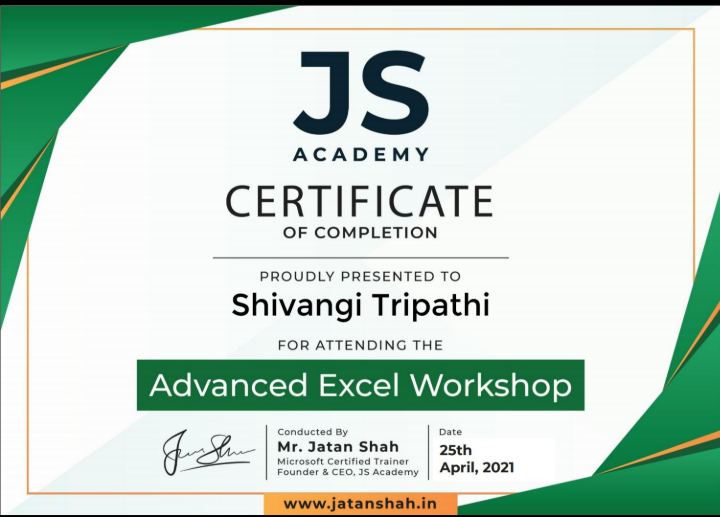 JS
ACADEMY
CERTIFICATE
OF COMPLETION
PROUDLY PRESENTED TO
Shivangi Tripathi
FOR ATTENDING THE
Advanced Excel Workshop
Conducted By
Mr. Jatan Shah
Microsoft Certified Trainer
Founder & CEO, JS Academy
Date
25th
April, 2021
www.jatanshah.in